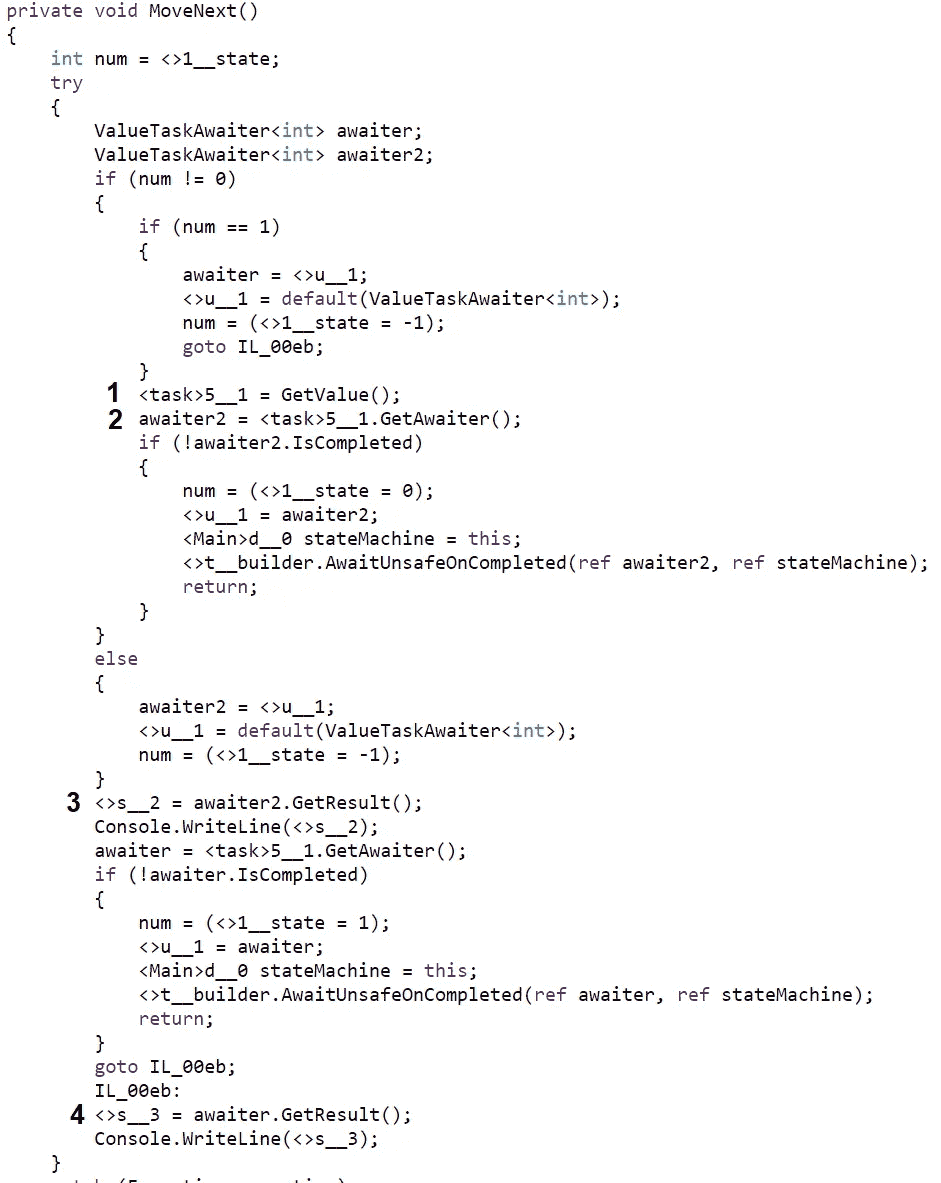 private void MoveNext()
{
    int num = <>1__state;
    try
    {
        ValueTaskAwaiter<int> awaiter;
        ValueTaskAwaiter<int> awaiter2;
        if (num != 0)
        {
            if (num == 1)
            {
                awaiter = <>u__1;
                <>u__1 = default(ValueTaskAwaiter<int>);
                num = (<>1__state = -1);
                goto IL_00eb;
            }
1           <task>5__1 = GetValue();
2           awaiter2 = <task>5__1.GetAwaiter();
            if (!awaiter2.IsCompleted)
            {
                num = (<>1__state = 0);
                <>u__1 = awaiter2;
                <Main>d__0 stateMachine = this;
                <>t__builder.AwaitUnsafeOnCompleted(ref awaiter2, ref stateMachine);
                return;
            }
        }
        else
        {
            awaiter2 = <>u__1;
            <>u__1 = default(ValueTaskAwaiter<int>);
            num = (<>1__state = -1);
        }
3       <>s__2 = awaiter2.GetResult();
        Console.WriteLine(<>s__2);
        awaiter = <task>5__1.GetAwaiter();
        if (!awaiter.IsCompleted)
        {
            num = (<>1__state = 1);
            <>u__1 = awaiter;
            <Main>d__0 stateMachine = this;
            <>t__builder.AwaitUnsafeOnCompleted(ref awaiter, ref stateMachine);
            return;
        }
        goto IL_00eb;
        IL_00eb:
4       <>s__3 = awaiter.GetResult();
        Console.WriteLine(<>s__3);
    }